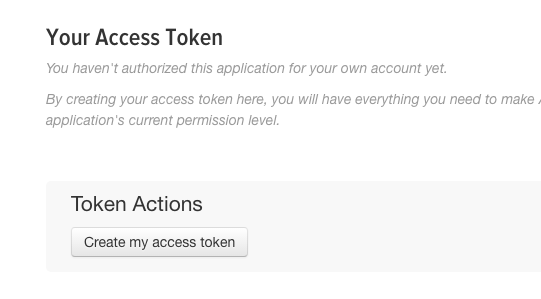 Your Access Token
You haven't authorized this application for your own account yet.
By creating your access token here, you will have everything you need to make
application's current permission level.
Token Actions
Create my access token